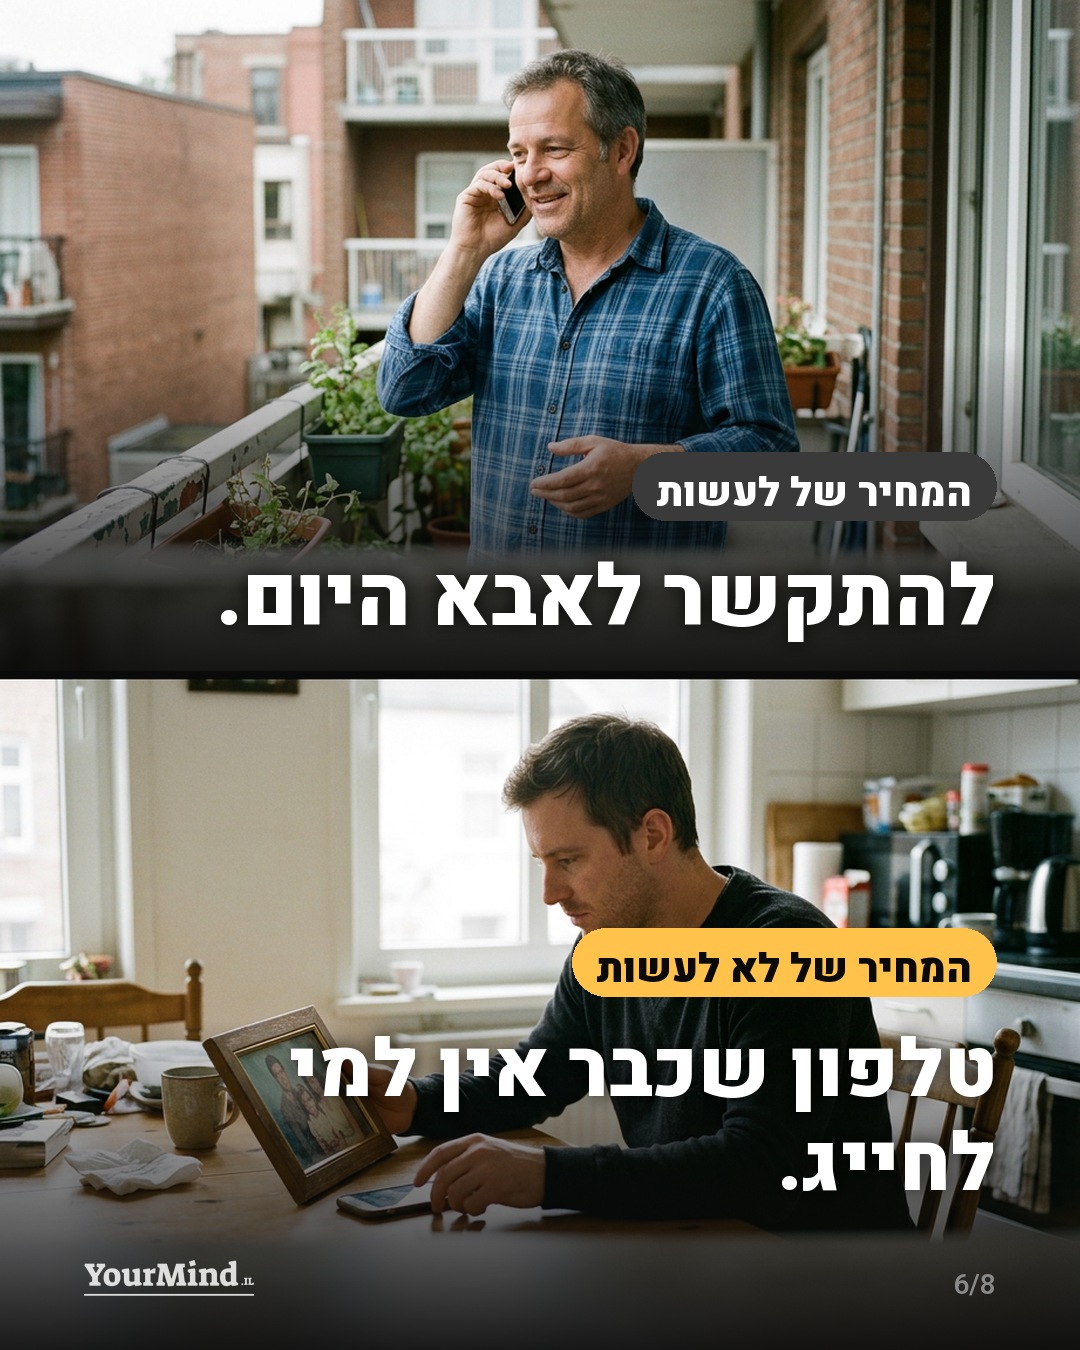 המחיר של לעשות
להתקשר לאבא היום.
המחיר של לא לעשות
טלפון שכבר אין למי
לחייג.
YourMind.IL
6/8